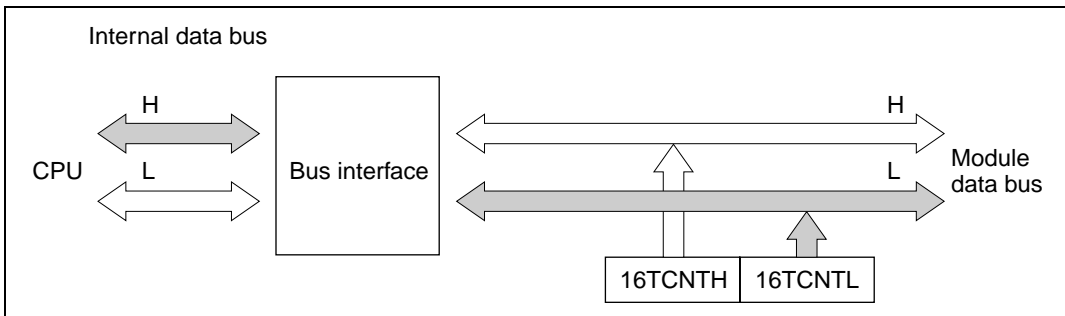 Internal data bus
H
H
CPU
L
Bus interface
L
Module
data bus
16TCNTH
16TCNTL